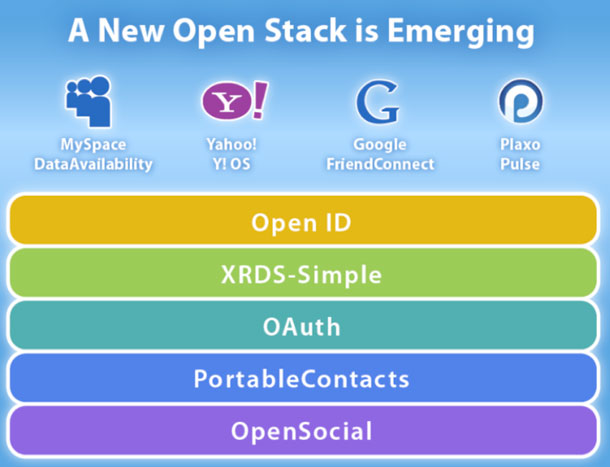 A New Open Stack is Emerging
Y!
G
P
MySpace
DataAvailability
Yahoo!
Y! OS
Google
FriendConnect
Plaxo
Pulse
Open ID
XRDS-Simple
OAuth
PortableContacts
OpenSocial